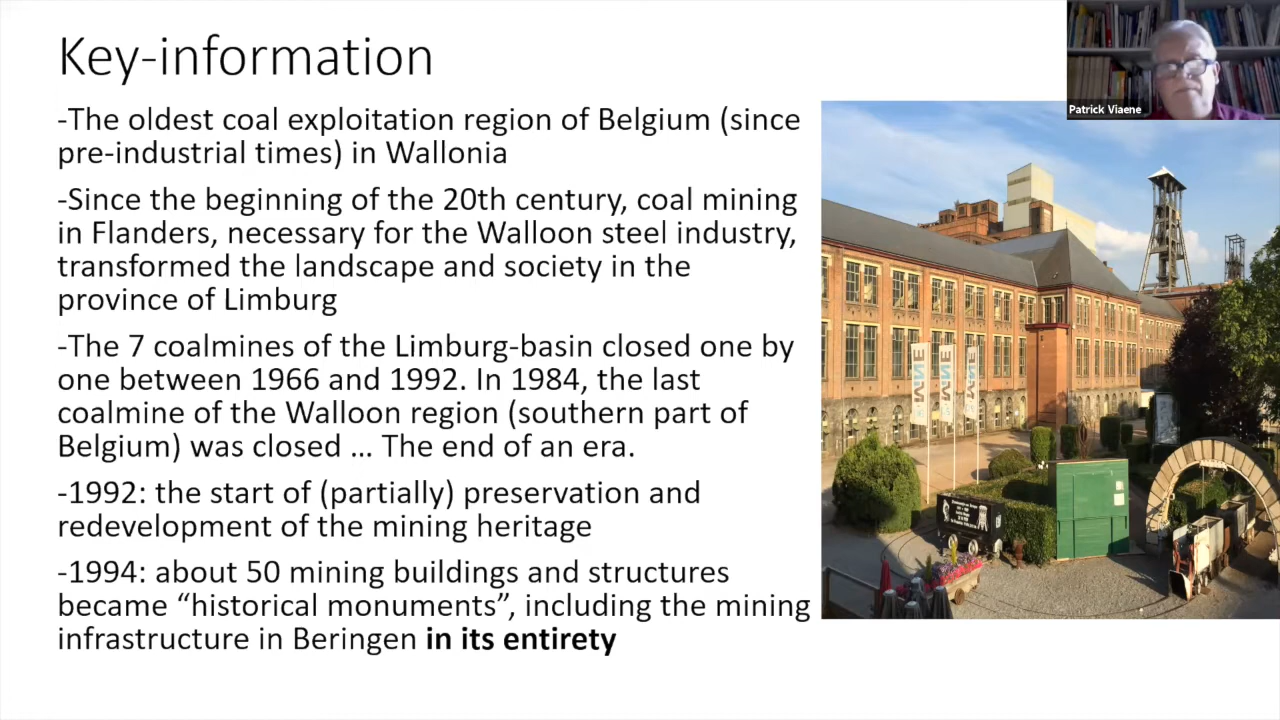 Key-information
-The oldest coal exploitation region of Belgium (since
pre-industrial times) in Wallonia
-Since the beginning of the 20th century, coal mining
in Flanders, necessary for the Walloon steel industry,
transformed the landscape and society in the
province of Limburg
-The 7 coalmines of the Limburg-basin closed one by
one between 1966 and 1992. In 1984, the last
coalmine of the Walloon region (southern part of
Belgium) was closed … The end of an era.
-1992: the start of (partially) preservation and
redevelopment of the mining heritage
-1994: about 50 mining buildings and structures
became “historical monuments”, including the mining
infrastructure in Beringen in its entirety
Patrick Viaene